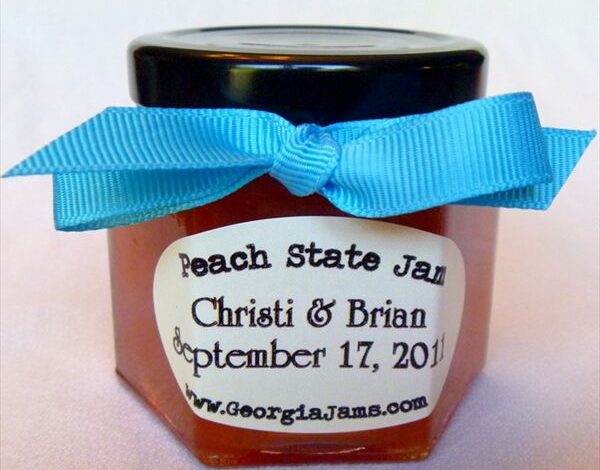 Peach State Jam
Christi & Brian
September 17, 2011
www.GeorgiaJams.com